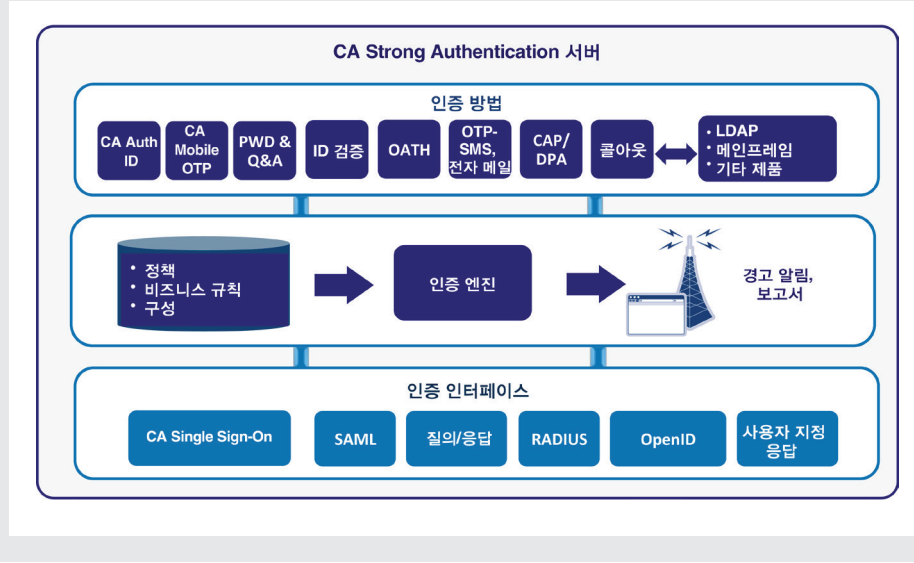 CA Strong Authentication 서버
인증 방법
CA Auth
ID
CA
Mobile
OTP
PWD &
Q&A
ID 검증
OATH
OTP-
SMS,
전자 메일
CAP/
DPA
콜아웃
• LDAP
• 메인프레임
• 기타 제품
• 정책
• 비즈니스 규칙
• 구성
인증 엔진
경고 알림,
보고서
인증 인터페이스
CA Single Sign-On
SAML
질의/응답
RADIUS
OpenID
사용자 지정
응답